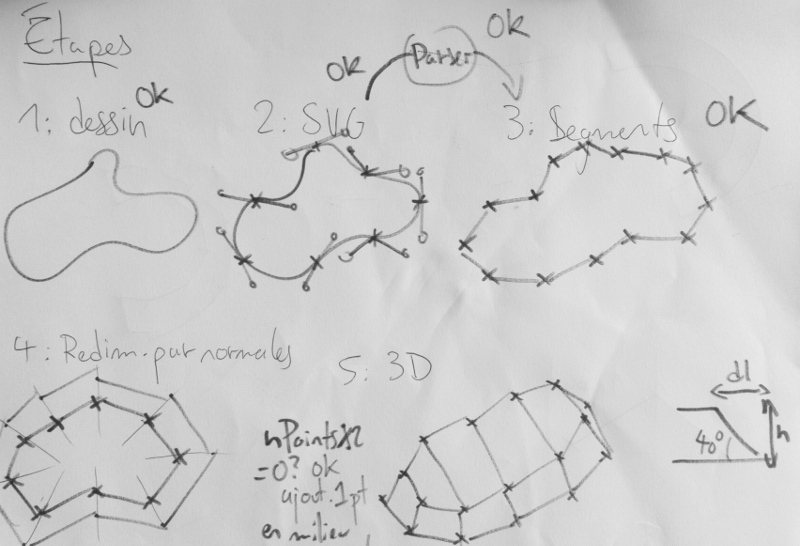 Etapes
OK
Parser
OK
1: dessin
OK
2: SVG
3: Segments
OK
4: Redim. par normales
5: 3D
nPoints%2
=0? ok
ajout. 1pt
en milieu
dl
40°
h